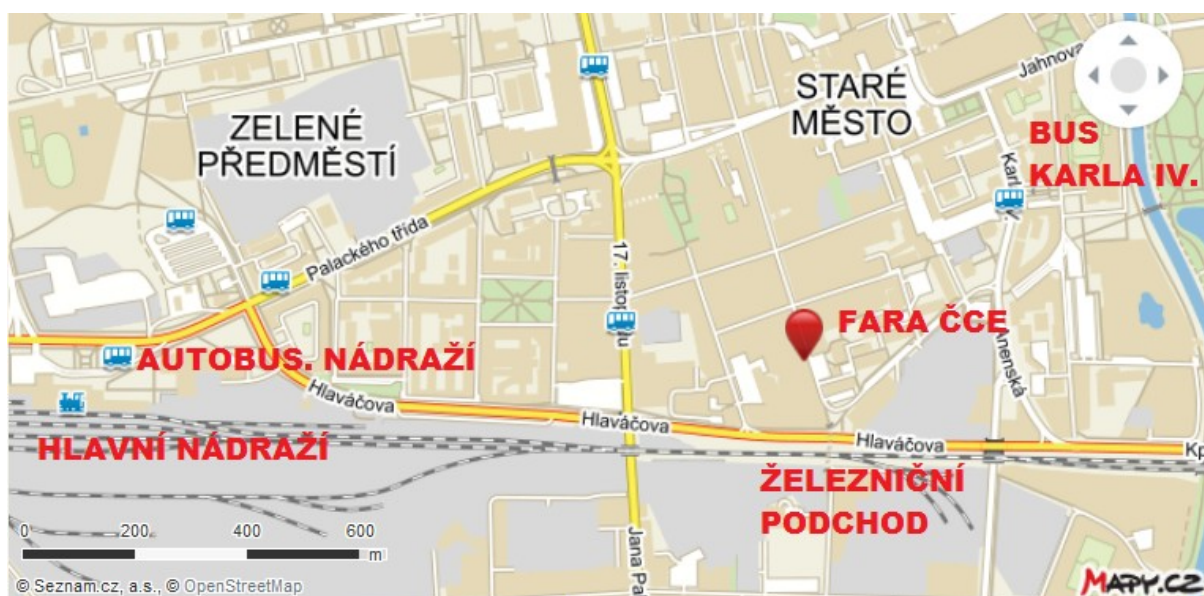 ZELENÉ
PŘEDMĚSTÍ
STARÉ
MĚSTO
Jahnova
BUS
KARLA IV.
Palackého třída
17. listopadu
FARA ČCE
AUTOBUS. NÁDRAŽÍ
Anenská
Hlaváčova
Hlaváčova
Hlaváčova
HLAVNÍ NÁDRAŽÍ
ŽELEZNIČNÍ
PODCHOD
0 200 400 600
m
Jana Pa
© Seznam.cz, a.s., © OpenStreetMap
MAPY.CZ